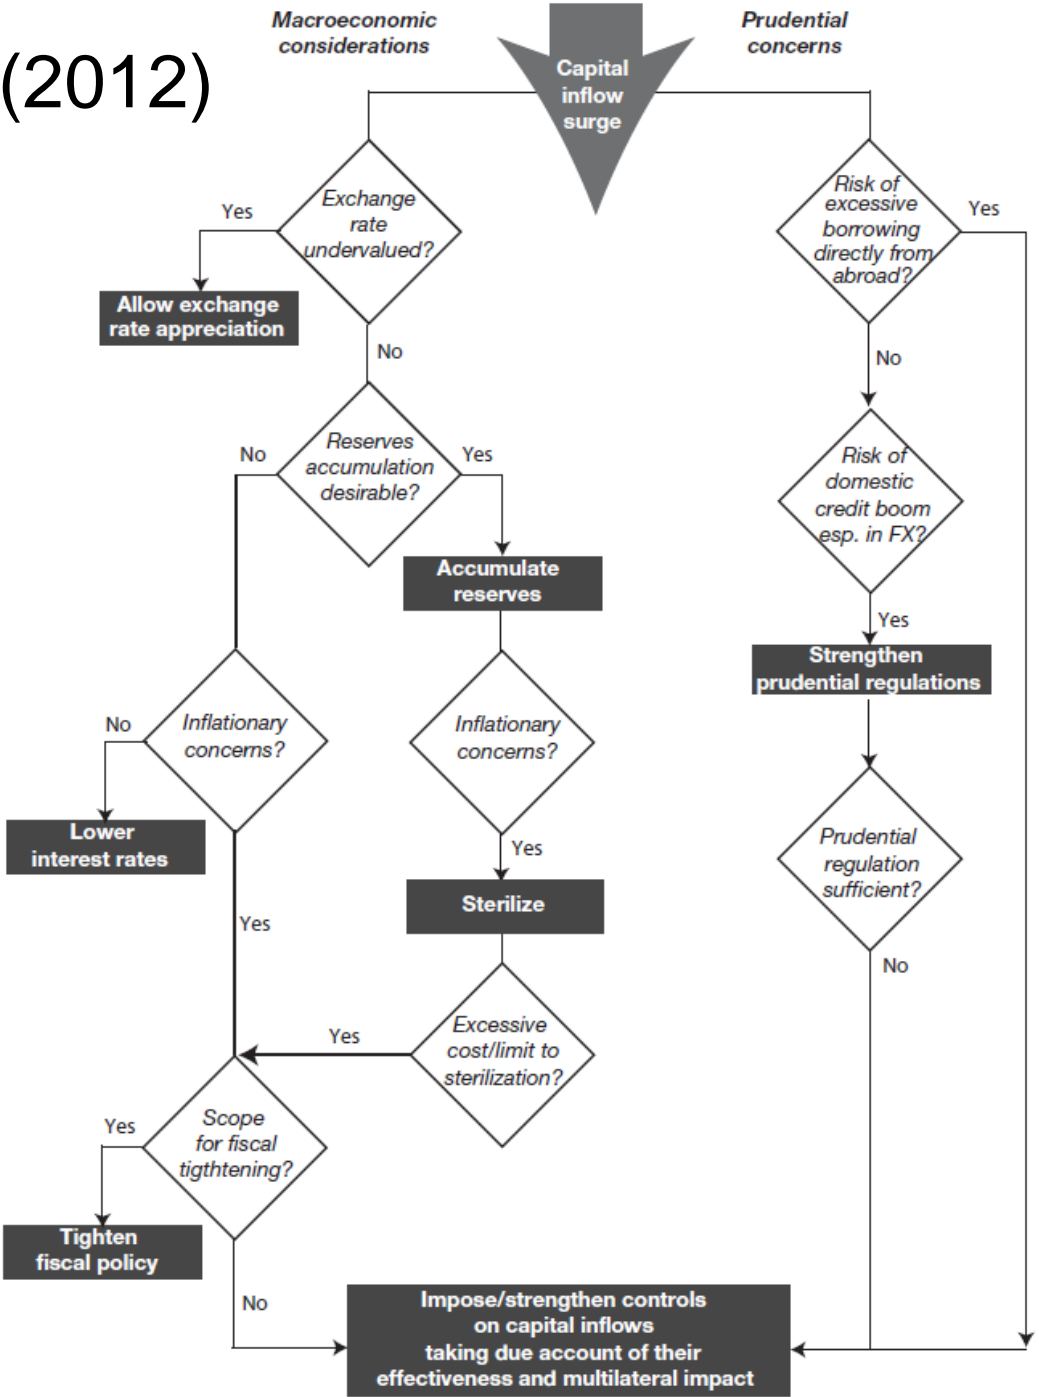 Macroeconomic
considerations
Prudential
concerns
(2012)
Capital
inflow
surge
Exchange
rate
undervalued?
Yes
Allow exchange
rate appreciation
No
Risk of
excessive
borrowing
directly from
abroad?
Yes
No
Reserves
accumulation
desirable?
No
Yes
Accumulate
reserves
Risk of
domestic
credit boom
esp. in FX?
Yes
Strengthen
prudential regulations
Inflationary
concerns?
No
Lower
interest rates
Yes
Inflationary
concerns?
Yes
Sterilize
Prudential
regulation
sufficient?
No
Excessive
cost/limit to
sterilization?
Yes
Scope
for fiscal
tigthtening?
Yes
Tighten
fiscal policy
No
Impose/strengthen controls
on capital inflows
taking due account of their
effectiveness and multilateral impact